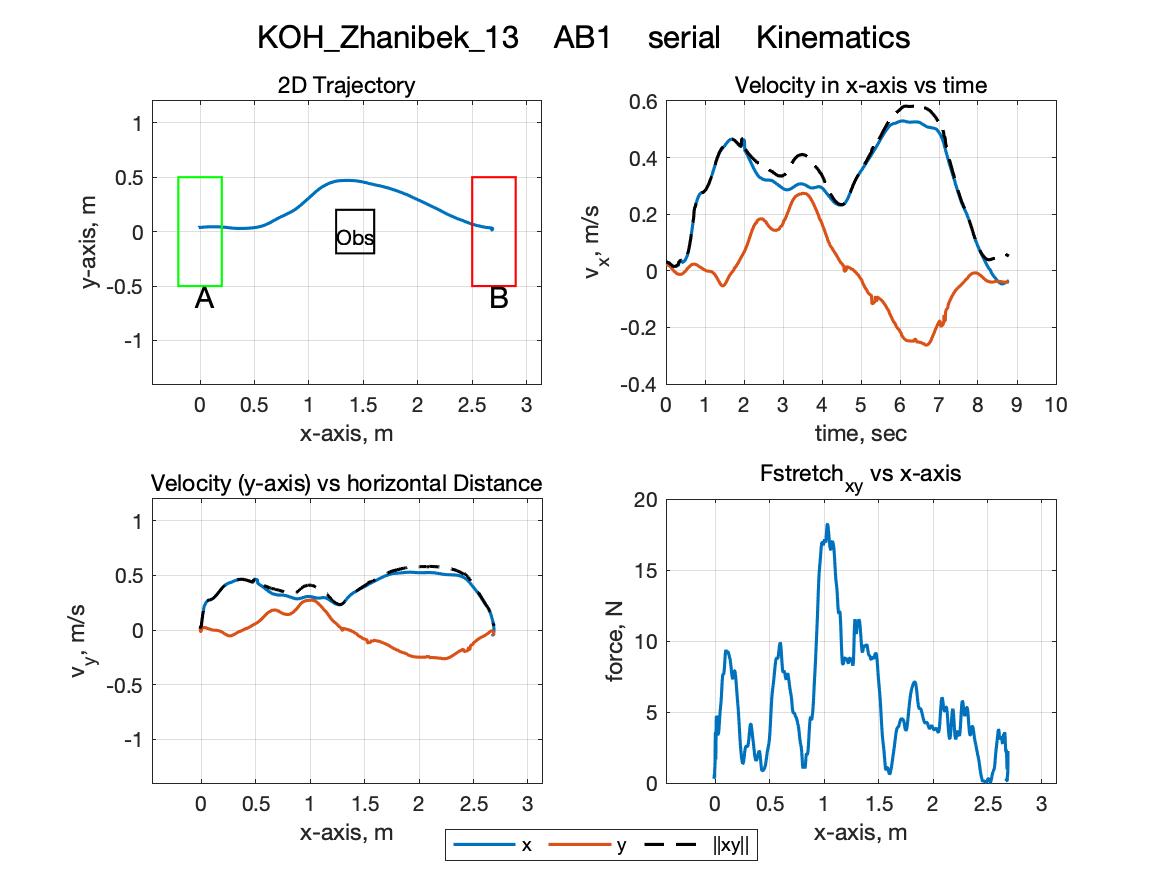 KOH_Zhanibek_13 AB1 serial Kinematics
2D Trajectory
1
0.5
0
-0.5
-1
y-axis, m
Obs
A
B
0 0.5 1 1.5 2 2.5 3
x-axis, m
Velocity in x-axis vs time
0.6
0.4
0.2
0
-0.2
-0.4
vx, m/s
0 1 2 3 4 5 6 7 8 9 10
time, sec
Velocity (y-axis) vs horizontal Distance
1
0.5
0
-0.5
-1
vy, m/s
0 0.5 1 1.5 2 2.5 3
x-axis, m
Fstretchxy vs x-axis
20
15
10
5
0
force, N
0 0.5 1 1.5 2 2.5 3
x-axis, m
x y ||xy||